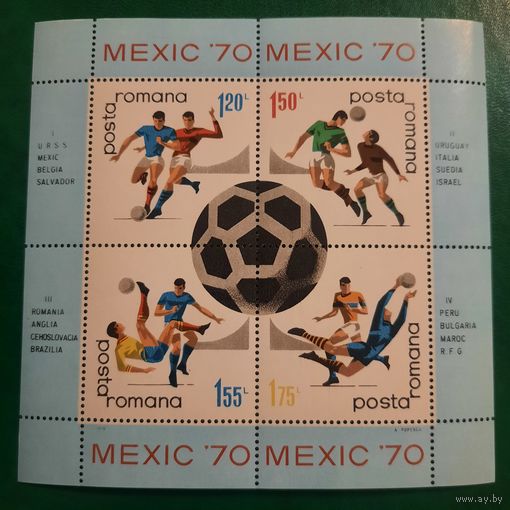 MEXIC '70
MEXIC '70
posta romana
1.20L
1.50L
posta romana
I
U.R.S.S
MEXIC
BELGIA
SALVADOR
II
URUGUAY
ITALIA
SUEDIA
ISRAEL
III
ROMANIA
ANGLIA
CEHOSLOVACIA
BRAZILIA
IV
PERU
BULGARIA
MAROC
R.F.G
posta romana
1.55L
1.75L
posta romana
A. POPESCU
MEXIC '70
MEXIC '70
www.ay.by